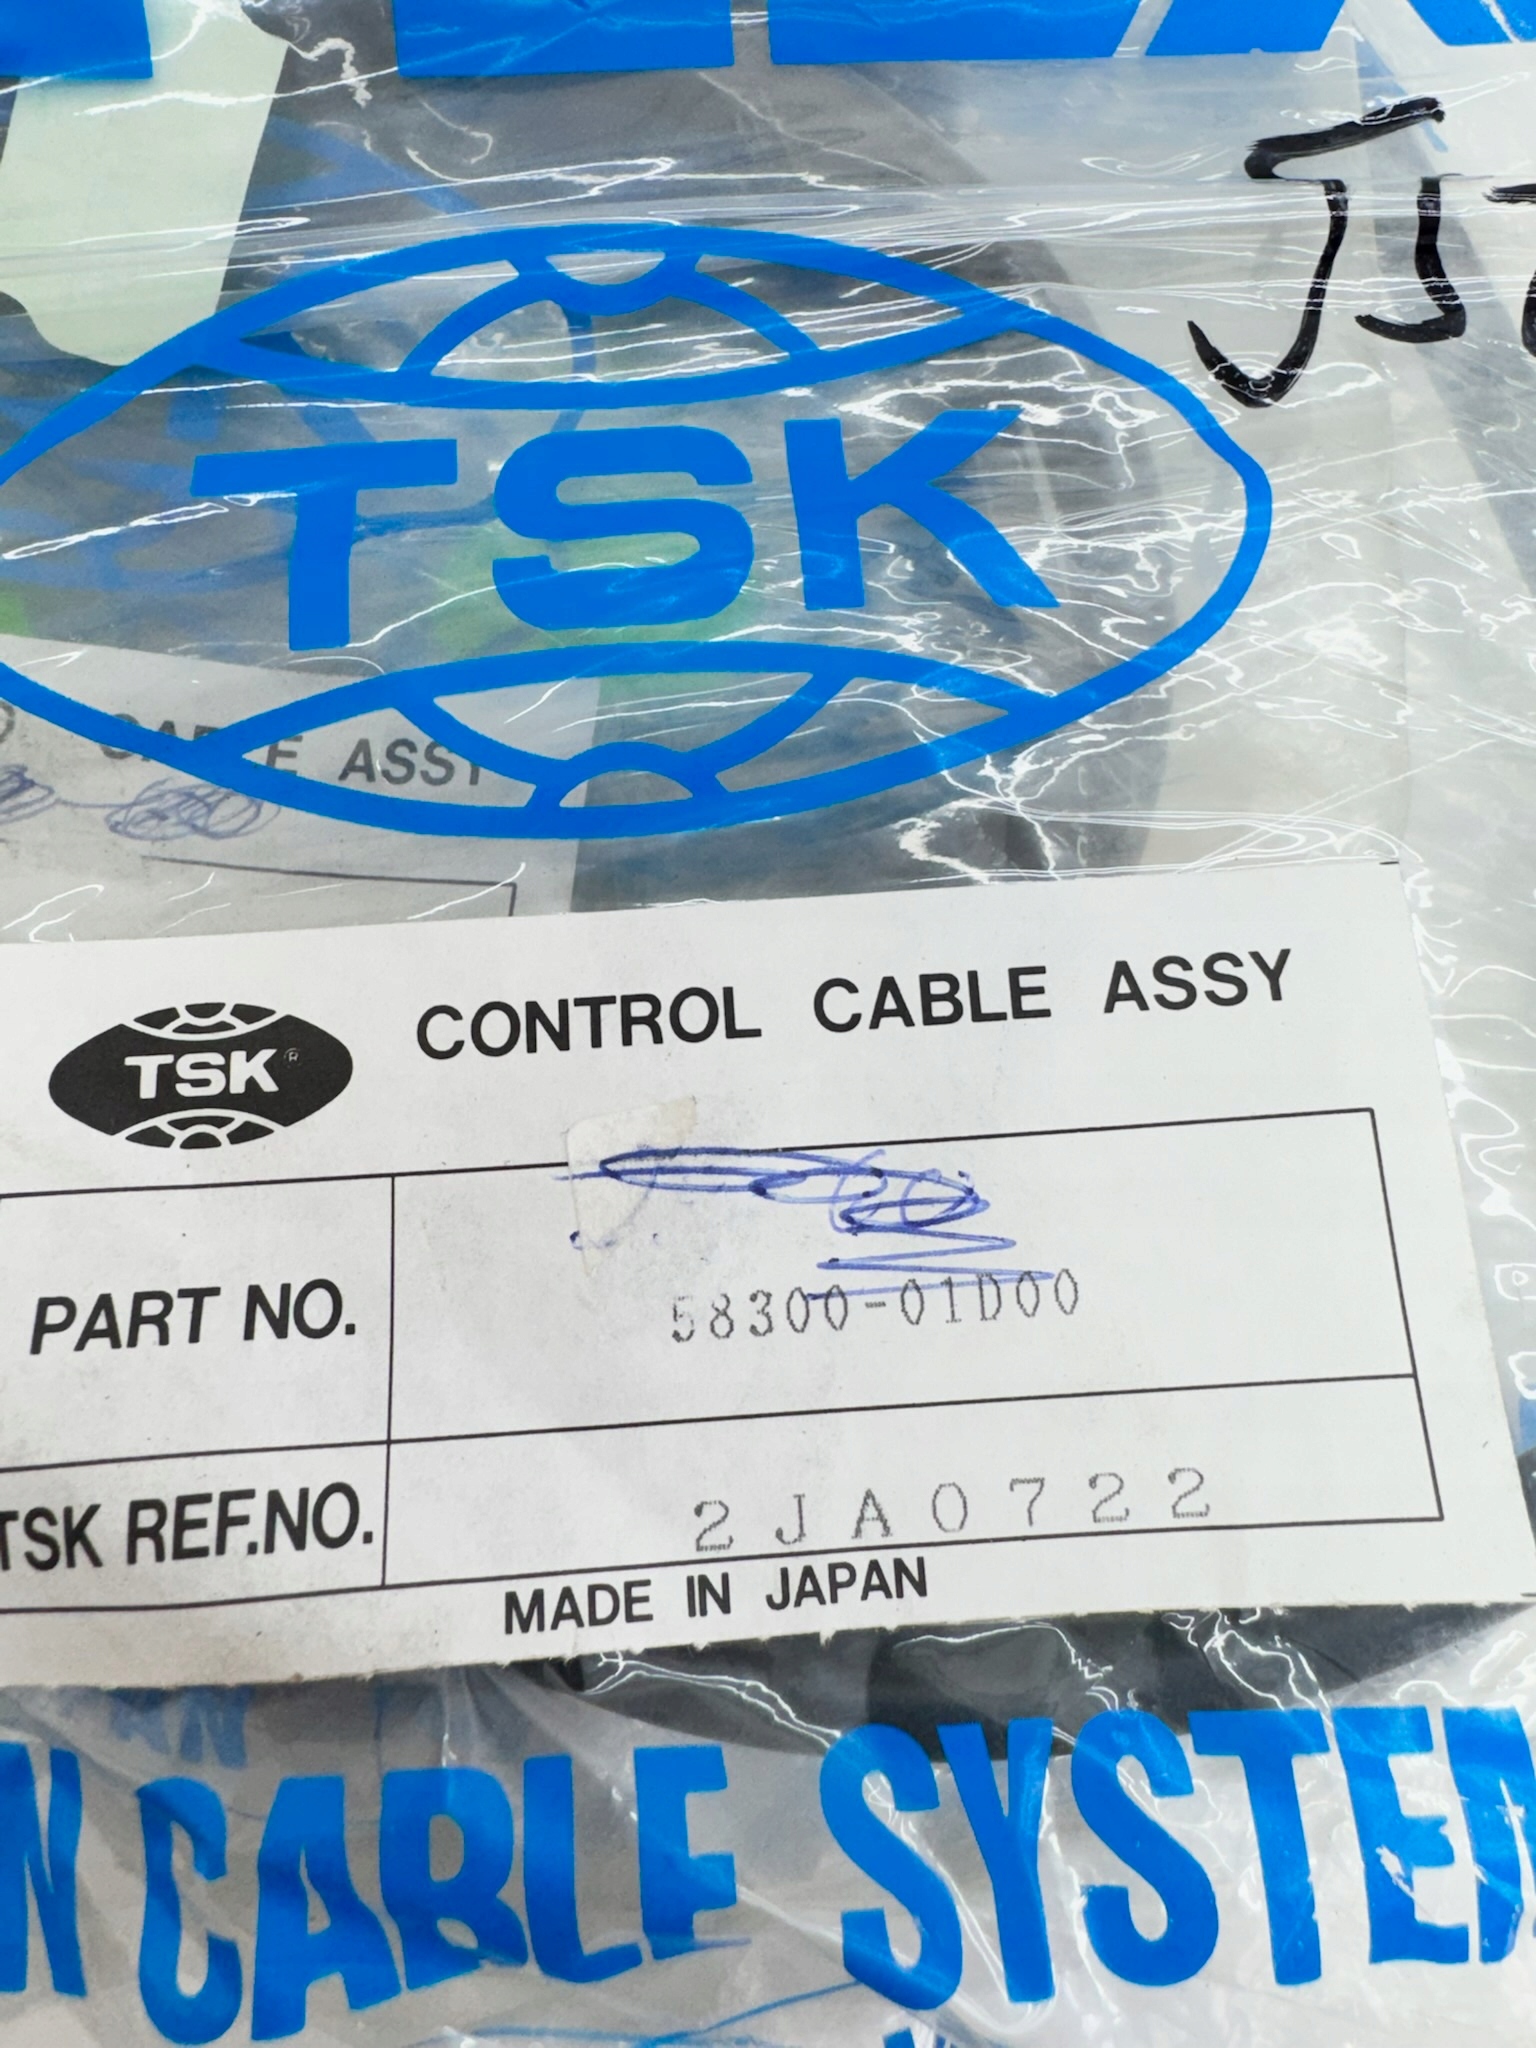 TSK
CABLE ASSY
TSK® CONTROL CABLE ASSY
PART NO. 58300-01D00
TSK REF.NO. 2JA0722
MADE IN JAPAN
CABLE SYSTEM